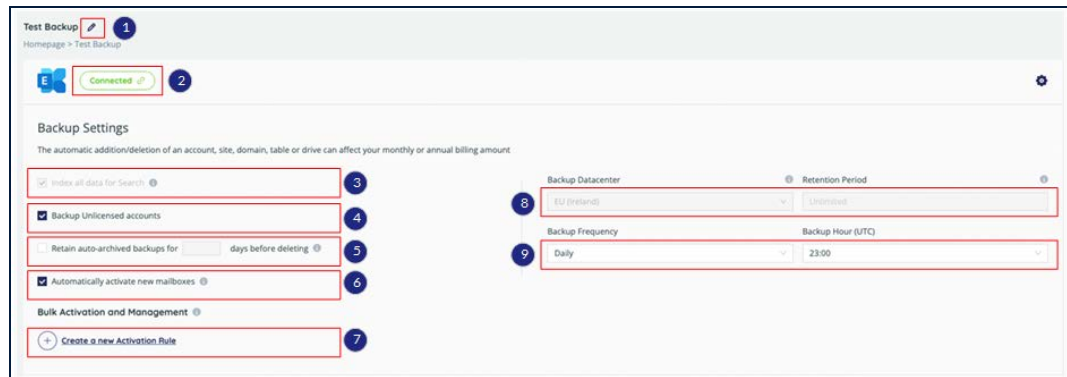 Test Backup
1
Homepage > Test Backup
E
Connected
2
Backup Settings
The automatic addition/deletion of an account, site, domain, table or drive can affect your monthly or annual billing amount
Index all data for Search
3
Backup Unlicensed accounts
4
Retain auto-archived backups for days before deleting
5
Automatically activate new mailboxes
6
Bulk Activation and Management
Create a new Activation Rule
7
Backup Datacenter
Retention Period
8
EU (Ireland)
Unlimited
Backup Frequency
Backup Hour (UTC)
9
Daily
23:00